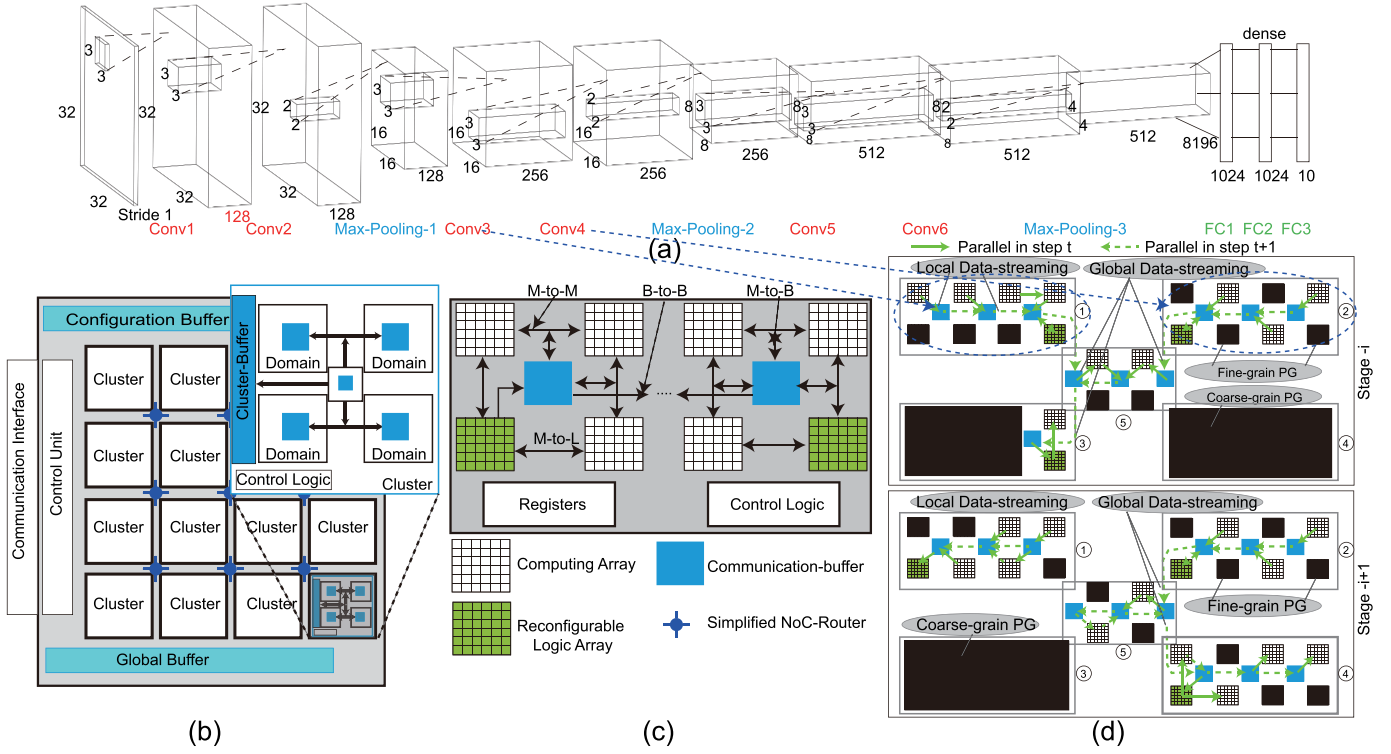 dense
3
3
32
32
32
Stride 1
3
3
32
32
128
2
2
32
32
128
3
3
16
16
128
3
3
16
16
256
2
2
16
16
256
3
3
8
8
256
3
3
8
8
512
2
2
8
8
512
4
4
512
8196
1024
1024
10
Conv1
Conv2
Max-Pooling-1
Conv3
Conv4
Max-Pooling-2
Conv5
Conv6
Max-Pooling-3
FC1
FC2
FC3
(a)
Communication Interface
Control Unit
Configuration Buffer
Cluster
Cluster
Cluster
Cluster
Cluster
Cluster
Cluster
Cluster
Cluster
Cluster
Cluster
Global Buffer
Cluster-Buffer
Domain
Domain
Domain
Domain
Control Logic
Cluster
(b)
M-to-M
B-to-B
M-to-B
....
M-to-L
Registers
Control Logic
Computing Array
Communication-buffer
Reconfigurable
Logic Array
Simplified NoC-Router
(c)
Parallel in step t
Parallel in step t+1
Local Data-streaming
Global Data-streaming
①
②
Fine-grain PG
Coarse-grain PG
⑤
③
④
Stage -i
Local Data-streaming
Global Data-streaming
①
②
Fine-grain PG
Coarse-grain PG
⑤
③
④
Stage -i+1
(d)